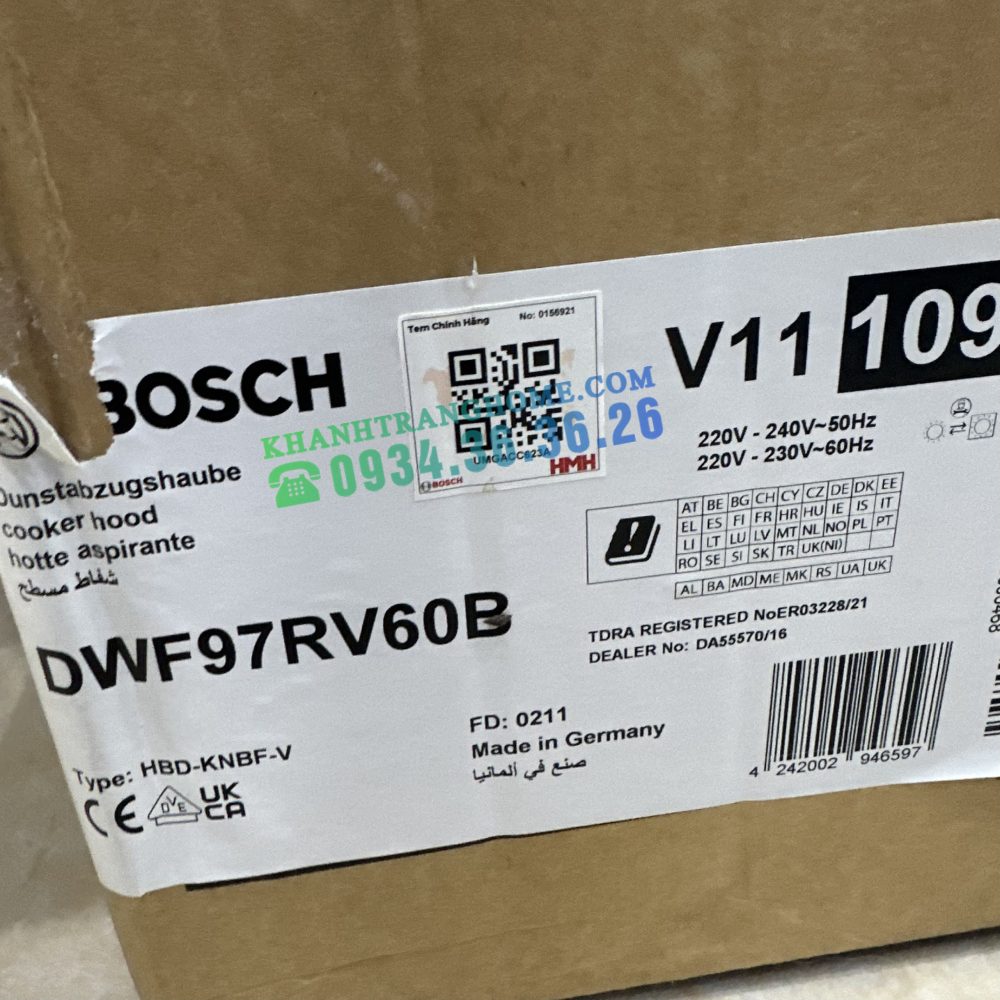 BOSCH
Dunstabzugshaube
cooker hood
hotte aspirante
شفاط مسطح
DWF97RV60B
Type: HBD-KNBF-V
CE
DVE
UK
CA
Tem Chính Hãng No: 0156921
UMGACC623A
BOSCH
HMH
KHANHTRANGHOME.COM
0934.36.36.26
V11 109
220V - 240V~50Hz
220V - 230V~60Hz
AT BE BG CH CY CZ DE DK EE
EL ES FI FR HR HU IE IS IT
LI LT LU LV MT NL NO PL PT
RO SE SI SK TR UK(NI)
AL BA MD ME MK RS UA UK
TDRA REGISTERED NoER03228/21
DEALER No: DA55570/16
FD: 0211
Made in Germany
صنع في ألمانيا
4 242002 946597